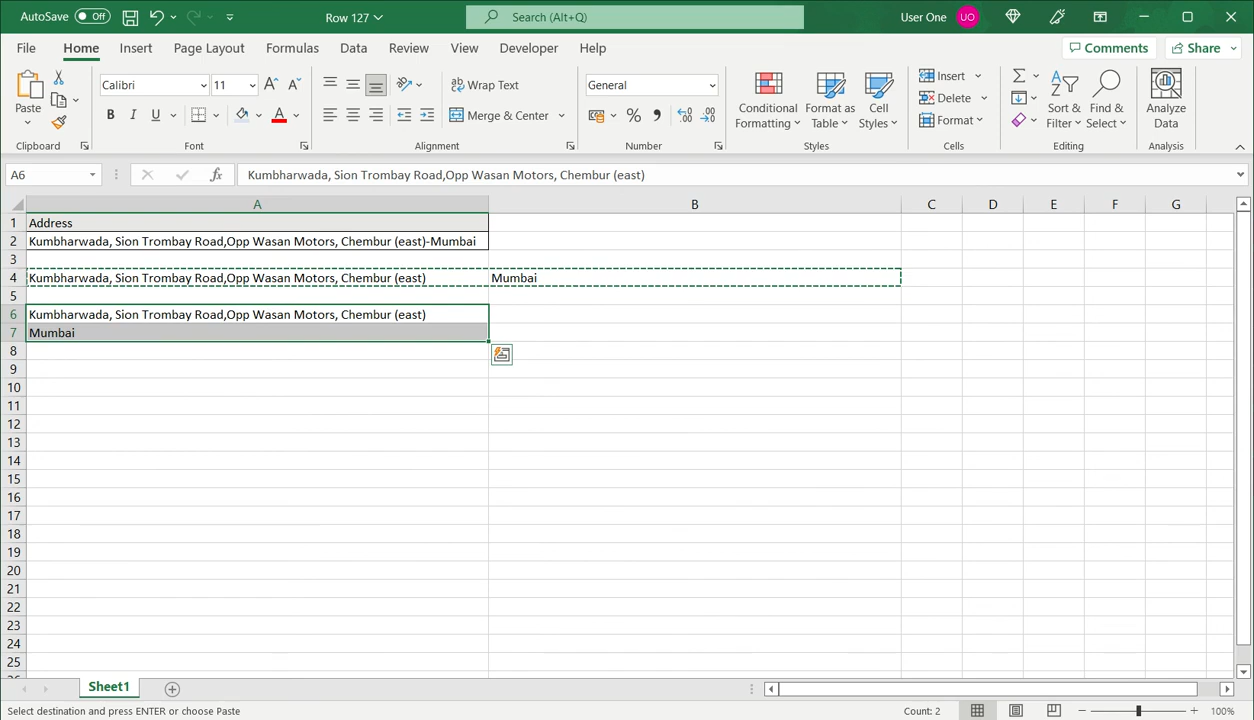 AutoSave Off Row 127 Search (Alt+Q) User One UO
File Home Insert Page Layout Formulas Data Review View Developer Help Comments Share
Calibri 11 Wrap Text General Insert
Paste Conditional Format as Cell Delete Sort & Find & Analyze
B I U A Merge & Center % , Formatting Table Styles Format Filter Select Data
Clipboard Font Alignment Number Styles Cells Editing Analysis
A6 fx Kumbharwada, Sion Trombay Road,Opp Wasan Motors, Chembur (east)
A B C D E F G
1 Address
2 Kumbharwada, Sion Trombay Road,Opp Wasan Motors, Chembur (east)-Mumbai
3
4 Kumbharwada, Sion Trombay Road,Opp Wasan Motors, Chembur (east) Mumbai
5
6 Kumbharwada, Sion Trombay Road,Opp Wasan Motors, Chembur (east)
7 Mumbai
8
9
10
11
12
13
14
15
16
17
18
19
20
21
22
23
24
25
Sheet1
Select destination and press ENTER or choose Paste Count: 2 100%